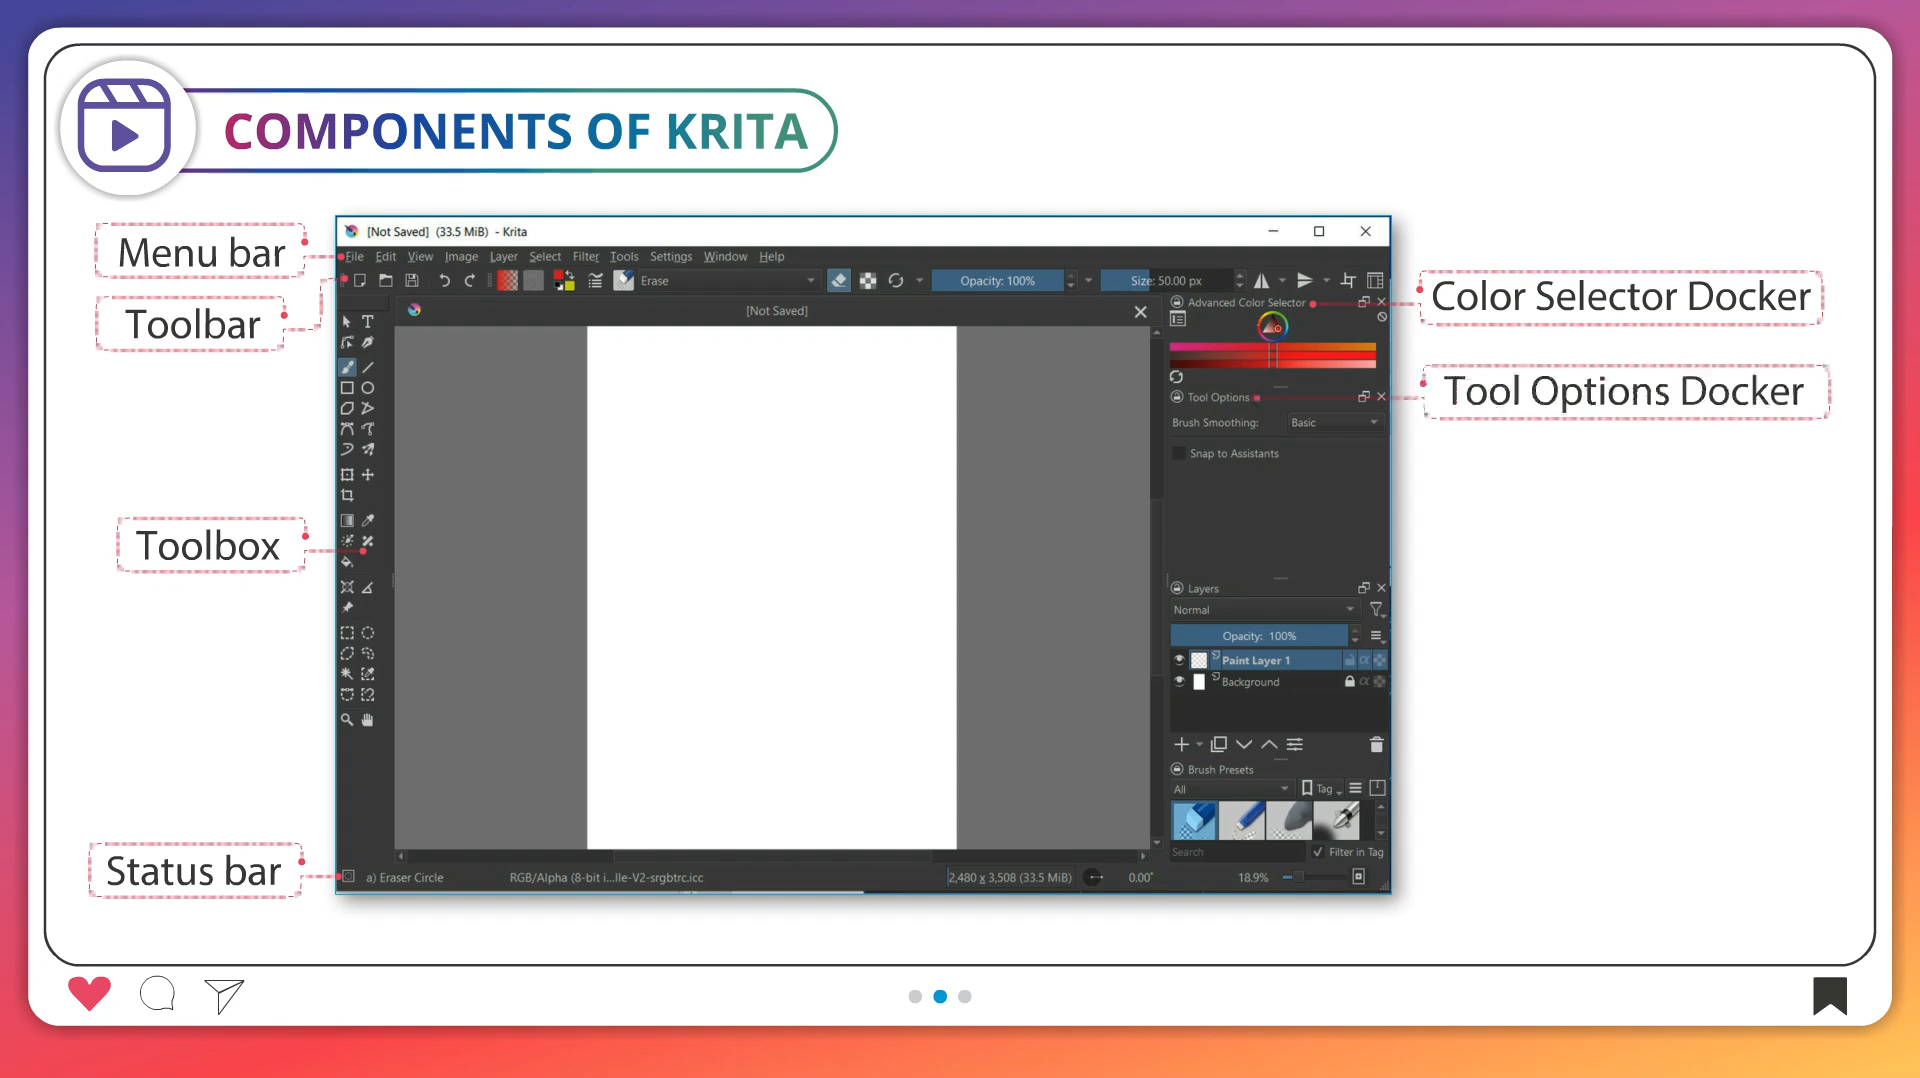 COMPONENTS OF KRITA
Menu bar
Toolbar
Toolbox
Status bar
[Not Saved] (33.5 MiB) - Krita
File Edit View Image Layer Select Filter Tools Settings Window Help
Erase
Opacity: 100%
Size: 50.00 px
[Not Saved]
Advanced Color Selector
Tool Options
Brush Smoothing: Basic
Snap to Assistants
Layers
Normal
Opacity: 100%
Paint Layer 1
Background
Brush Presets
All
Tag
Search
Filter in Tag
a) Eraser Circle
RGB/Alpha (8-bit i...lle-V2-srgbtrc.icc
2,480 x 3,508 (33.5 MiB)
0.00°
18.9%
Color Selector Docker
Tool Options Docker